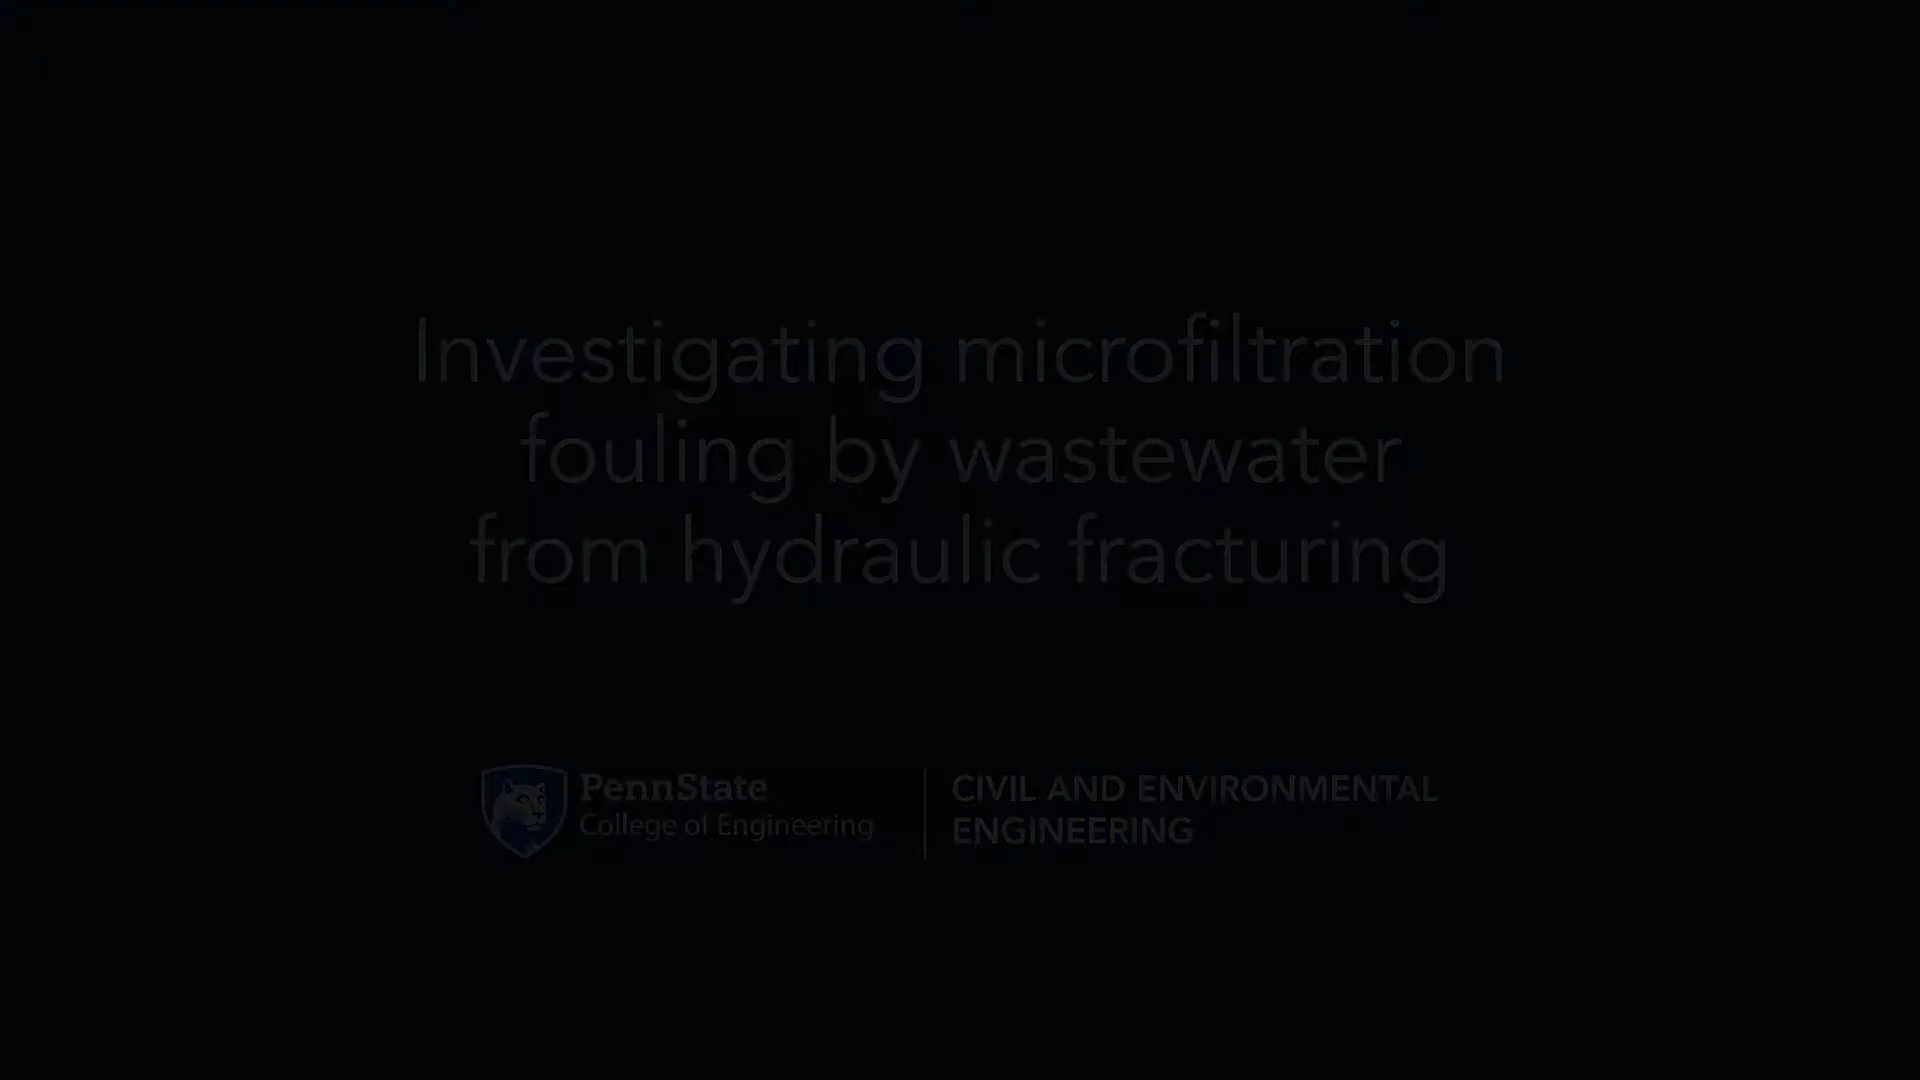 Investigating microfiltration
fouling by wastewater
from hydraulic fracturing
PennState
College of Engineering
CIVIL AND ENVIRONMENTAL
ENGINEERING